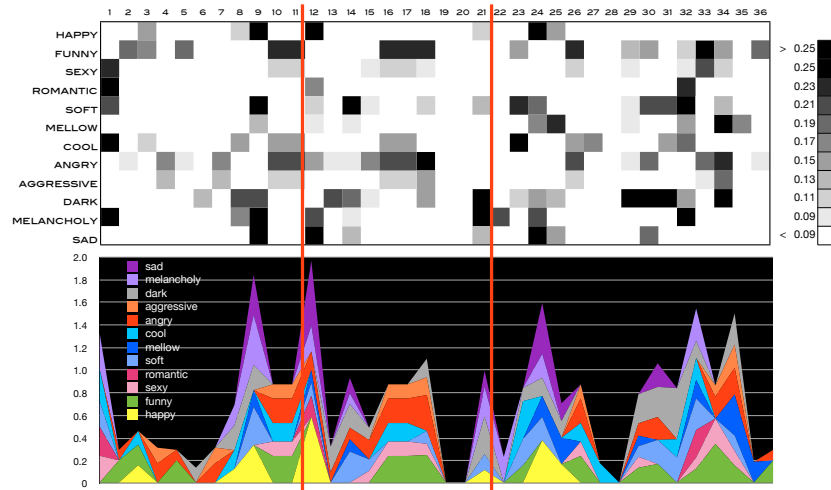 1 2 3 4 5 6 7 8 9 10 11 12 13 14 15 16 17 18 19 20 21 22 23 24 25 26 27 28 29 30 31 32 33 34 35 36
HAPPY
FUNNY
SEXY
ROMANTIC
SOFT
MELLOW
COOL
ANGRY
AGGRESSIVE
DARK
MELANCHOLY
SAD
> 0.25
0.25
0.23
0.21
0.19
0.17
0.15
0.13
0.11
0.09
< 0.09
2.0
1.8
1.6
1.4
1.2
1.0
0.8
0.6
0.4
0.2
0
sad
melancholy
dark
aggressive
angry
cool
mellow
soft
romantic
sexy
funny
happy